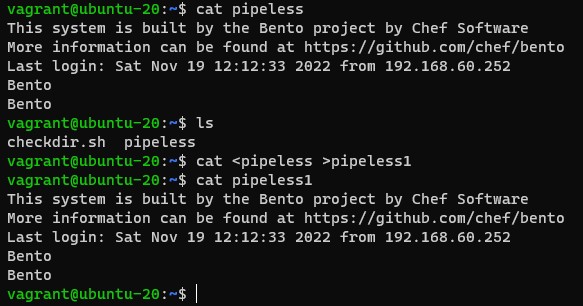 vagrant@ubuntu-20:~$ cat pipeless
This system is built by the Bento project by Chef Software
More information can be found at https://github.com/chef/bento
Last login: Sat Nov 19 12:12:33 2022 from 192.168.60.252
Bento
Bento
vagrant@ubuntu-20:~$ ls
checkdir.sh  pipeless
vagrant@ubuntu-20:~$ cat <pipeless >pipeless1
vagrant@ubuntu-20:~$ cat pipeless1
This system is built by the Bento project by Chef Software
More information can be found at https://github.com/chef/bento
Last login: Sat Nov 19 12:12:33 2022 from 192.168.60.252
Bento
Bento
vagrant@ubuntu-20:~$